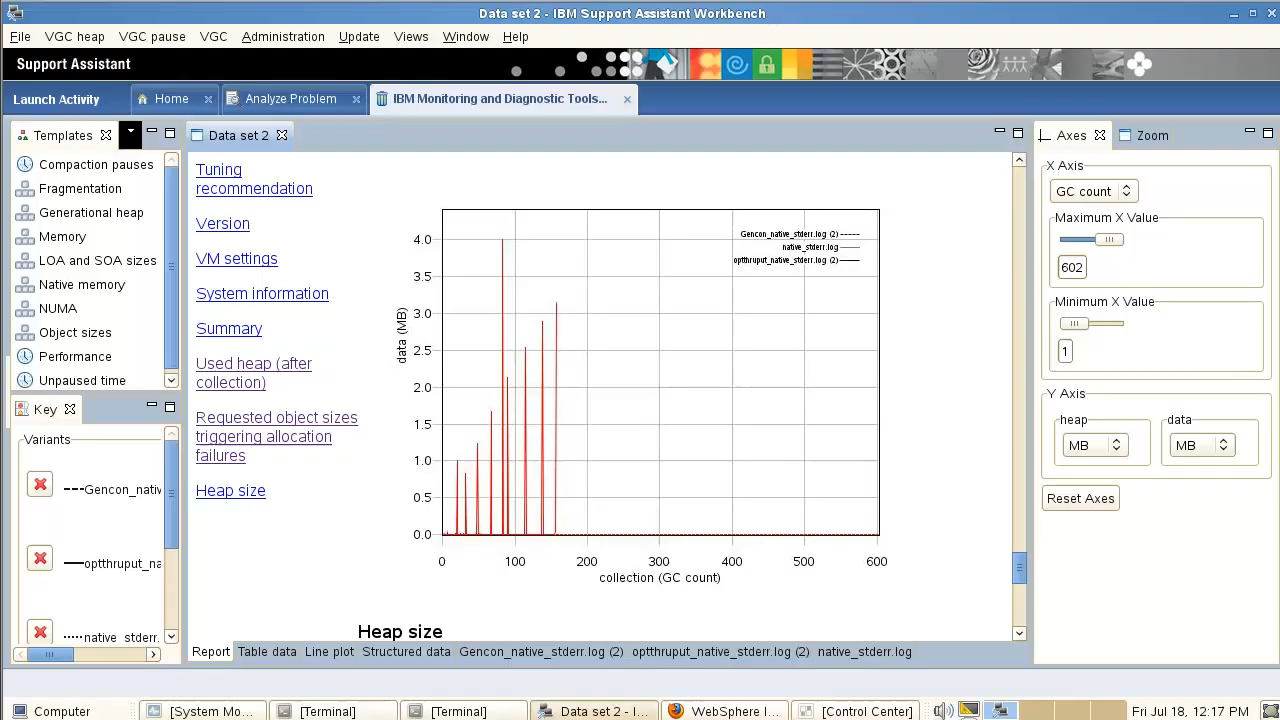 Data set 2 - IBM Support Assistant Workbench
File VGC heap VGC pause VGC Administration Update Views Window Help
Support Assistant
Launch Activity Home Analyze Problem IBM Monitoring and Diagnostic Tools...
Templates
Compaction pauses
Fragmentation
Generational heap
Memory
LOA and SOA sizes
Native memory
NUMA
Object sizes
Performance
Unpaused time
Key
Variants
Gencon_nativ
optthruput_na
native_stderr.
Data set 2
Tuning
recommendation
Version
VM settings
System information
Summary
Used heap (after
collection)
Requested object sizes
triggering allocation
failures
Heap size
Gencon_native_stderr.log (2)
native_stderr.log
optthruput_native_stderr.log (2)
data (MB)
4.0
3.5
3.0
2.5
2.0
1.5
1.0
0.5
0.0
0 100 200 300 400 500 600
collection (GC count)
Heap size
Report Table data Line plot Structured data Gencon_native_stderr.log (2) optthruput_native_stderr.log (2) native_stderr.log
Axes Zoom
X Axis
GC count
Maximum X Value
602
Minimum X Value
1
Y Axis
heap data
MB MB
Reset Axes
Computer [System Mo... [Terminal] [Terminal] Data set 2 - I... WebSphere I... [Control Center] Fri Jul 18, 12:17 PM